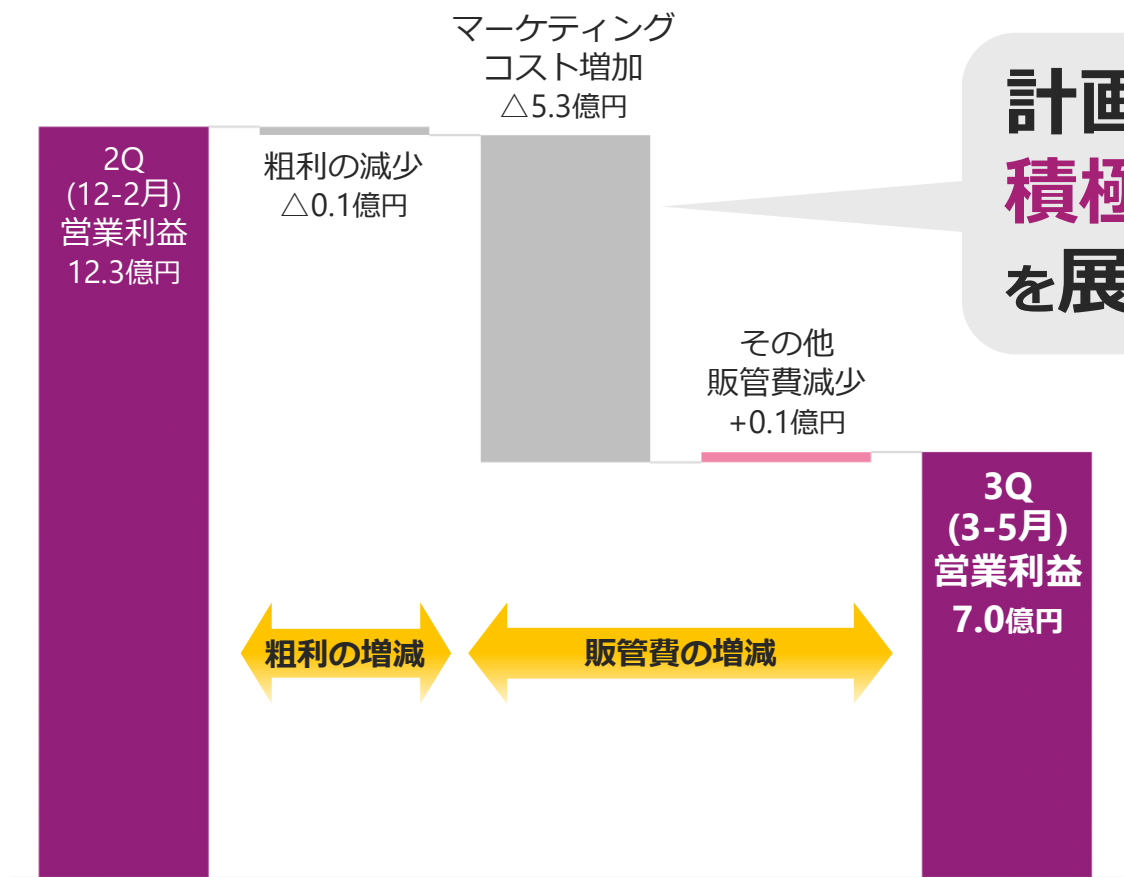 マーケティング
コスト増加
△5.3億円
2Q
(12-2月)
営業利益
12.3億円
粗利の減少
△0.1億円
計画
積極
を展
その他
販管費減少
+0.1億円
3Q
(3-5月)
営業利益
7.0億円
粗利の増減
販管費の増減